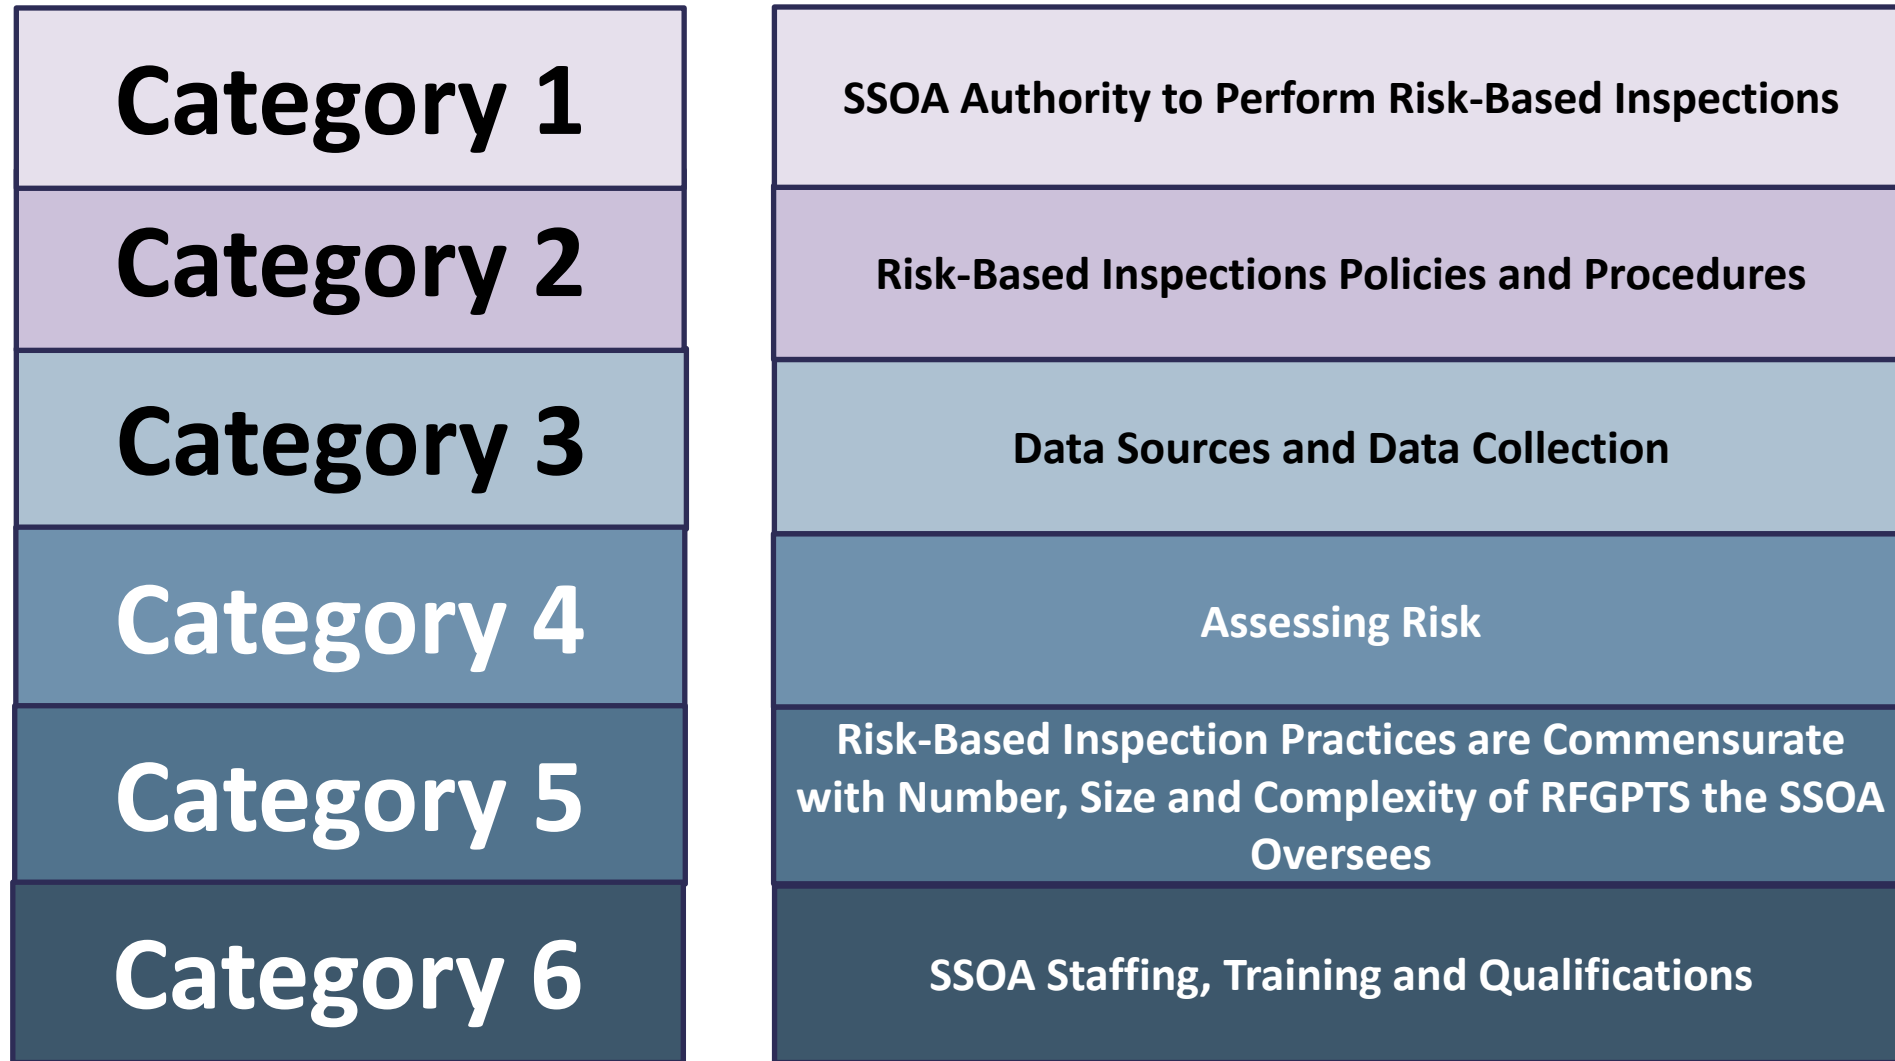 Category 1
SSOA Authority to Perform Risk-Based Inspections
Category 2
Risk-Based Inspections Policies and Procedures
Category 3
Data Sources and Data Collection
Category 4
Assessing Risk
Category 5
Risk-Based Inspection Practices are Commensurate
with Number, Size and Complexity of RFGPTS the SSOA
Oversees
Category 6
SSOA Staffing, Training and Qualifications